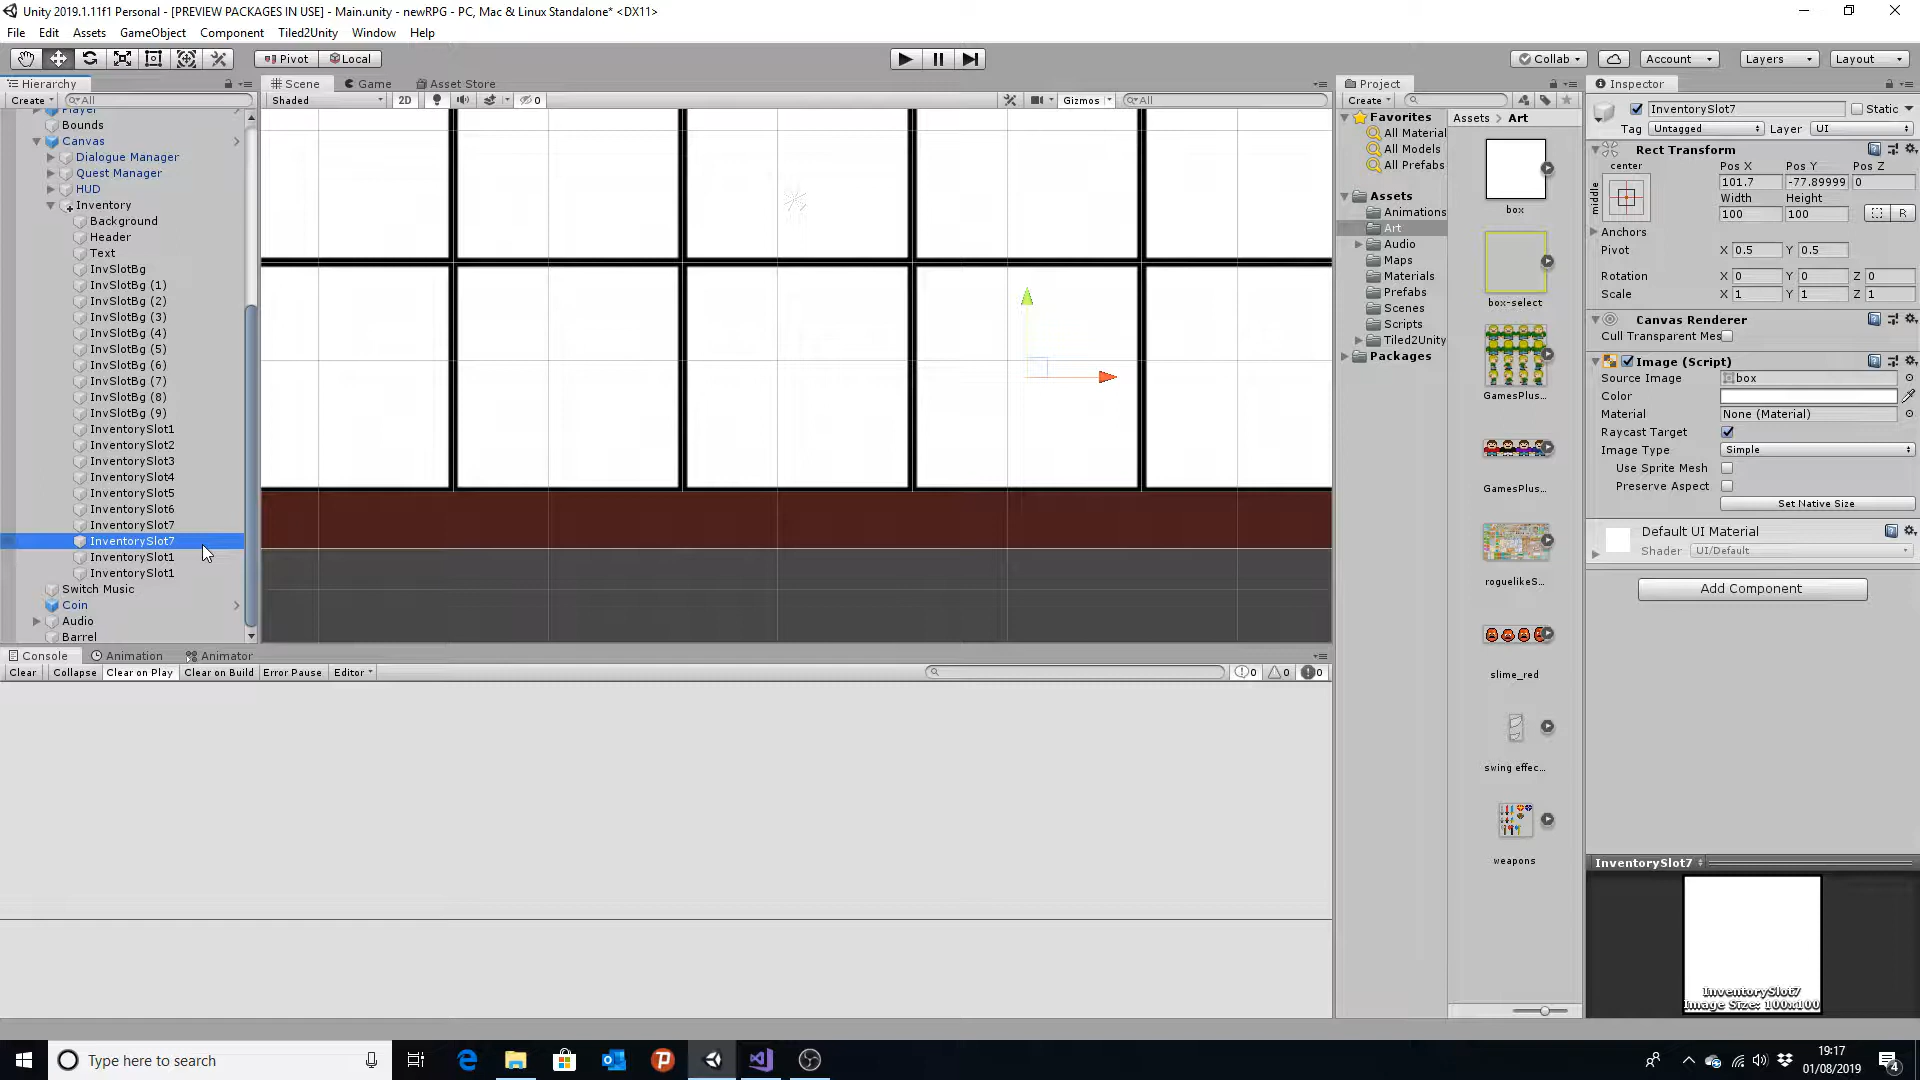 Unity 2019.1.11f1 Personal - [PREVIEW PACKAGES IN USE] - Main.unity - newRPG - PC, Mac & Linux Standalone* <DX11>
File Edit Assets GameObject Component Tiled2Unity Window Help
Pivot Local Collab Account Layers Layout
Hierarchy
Create All
Player
Bounds
Canvas
Dialogue Manager
Quest Manager
HUD
Inventory
Background
Header
Text
InvSlotBg
InvSlotBg (1)
InvSlotBg (2)
InvSlotBg (3)
InvSlotBg (4)
InvSlotBg (5)
InvSlotBg (6)
InvSlotBg (7)
InvSlotBg (8)
InvSlotBg (9)
InventorySlot1
InventorySlot2
InventorySlot3
InventorySlot4
InventorySlot5
InventorySlot6
InventorySlot7
InventorySlot7
InventorySlot1
InventorySlot1
Switch Music
Coin
Audio
Barrel
Scene Game Asset Store
Shaded 2D 0 Gizmos All
Console Animation Animator
Clear Collapse Clear on Play Clear on Build Error Pause Editor 0 0 0
Project
Create
Favorites
All Material
All Models
All Prefabs
Assets
Animations
Art
Audio
Maps
Materials
Prefabs
Scenes
Scripts
Tiled2Unity
Packages
Assets > Art
box
box-select
GamesPlus...
GamesPlus...
roguelikeS...
slime_red
swing effec...
weapons
Inspector
InventorySlot7 Static
Tag Untagged Layer UI
Rect Transform
center Pos X Pos Y Pos Z
middle 101.7 -77.89999 0
Width Height
100 100 R
Anchors
Pivot X 0.5 Y 0.5
Rotation X 0 Y 0 Z 0
Scale X 1 Y 1 Z 1
Canvas Renderer
Cull Transparent Mes
Image (Script)
Source Image box
Color
Material None (Material)
Raycast Target
Image Type Simple
Use Sprite Mesh
Preserve Aspect
Set Native Size
Default UI Material
Shader UI/Default
Add Component
InventorySlot7
InventorySlot7
Image Size: 100x100
Type here to search
19:17
01/08/2019
4